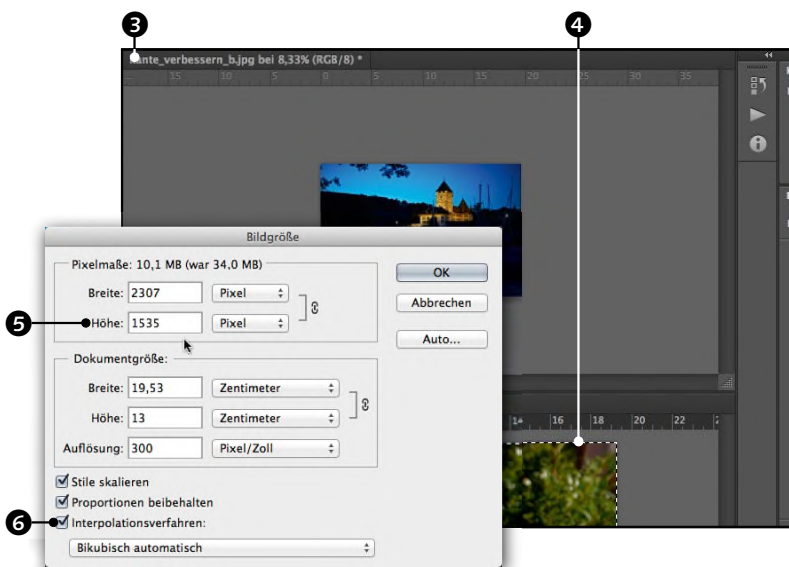 3
4
kante_verbessern_b.jpg bei 8,33% (RGB/8) *
15 10 5 0 5 10 15 20 25 30 35
Bildgröße
Pixelmaße: 10,1 MB (war 34,0 MB)
Breite: 2307 Pixel
OK
5
Höhe: 1535 Pixel
Abbrechen
Auto...
Dokumentgröße:
Breite: 19,53 Zentimeter
Höhe: 13 Zentimeter
14 16 18 20 22
Auflösung: 300 Pixel/Zoll
Stile skalieren
Proportionen beibehalten
6
Interpolationsverfahren:
Bikubisch automatisch